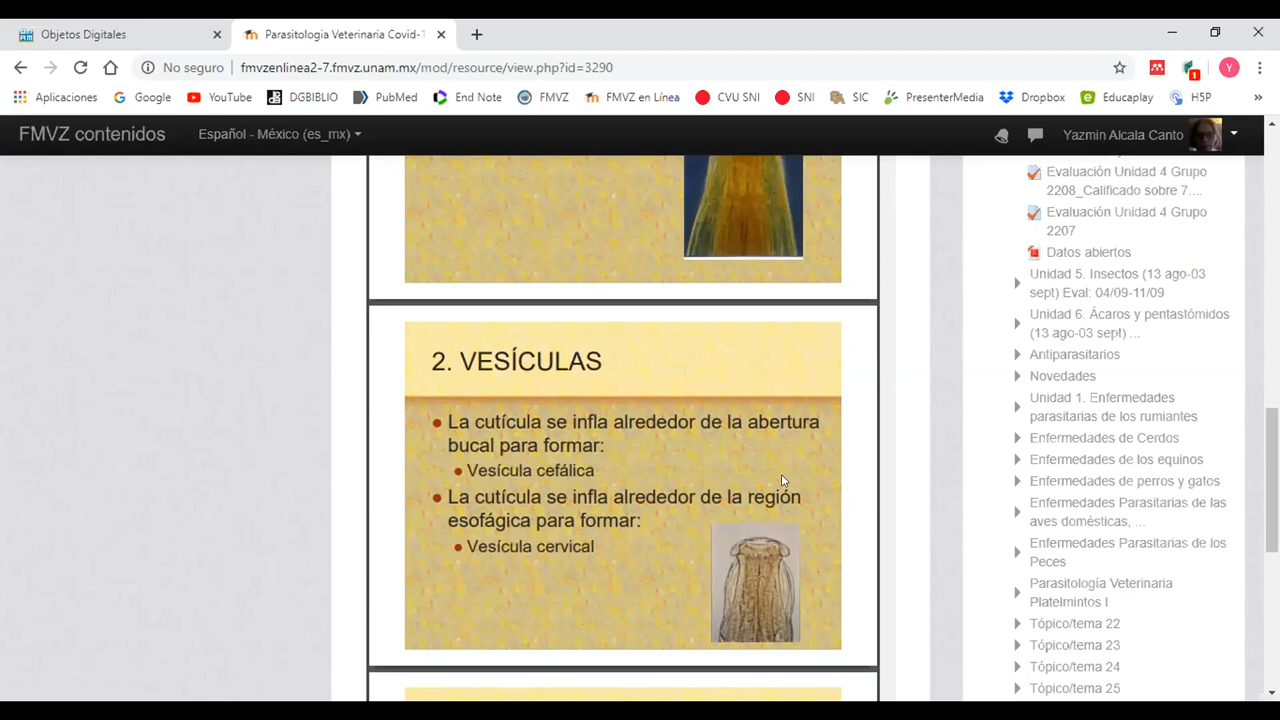 Objetos Digitales
Parasitologia Veterinaria Covid-1
No seguro
fmvzenlinea2-7.fmvz.unam.mx/mod/resource/view.php?id=3290
1
Y
Aplicaciones
Google
YouTube
DGBIBLIO
PubMed
End Note
FMVZ
FMVZ en Línea
CVU SNI
SNI
SIC
PresenterMedia
Dropbox
Educaplay
H5P
»
FMVZ contenidos
Español - México (es_mx)
Yazmin Alcala Canto
2. VESÍCULAS
La cutícula se infla alrededor de la abertura
bucal para formar:
Vesícula cefálica
La cutícula se infla alrededor de la región
esofágica para formar:
Vesícula cervical
Evaluación Unidad 4 Grupo
2208_Calificado sobre 7....
Evaluación Unidad 4 Grupo
2207
Datos abiertos
Unidad 5. Insectos (13 ago-03
sept) Eval: 04/09-11/09
Unidad 6. Ácaros y pentastómidos
(13 ago-03 sept) ...
Antiparasitarios
Novedades
Unidad 1. Enfermedades
parasitarias de los rumiantes
Enfermedades de Cerdos
Enfermedades de los equinos
Enfermedades de perros y gatos
Enfermedades Parasitarias de las
aves domésticas, ...
Enfermedades Parasitarias de los
Peces
Parasitología Veterinaria
Platelmintos I
Tópico/tema 22
Tópico/tema 23
Tópico/tema 24
Tópico/tema 25